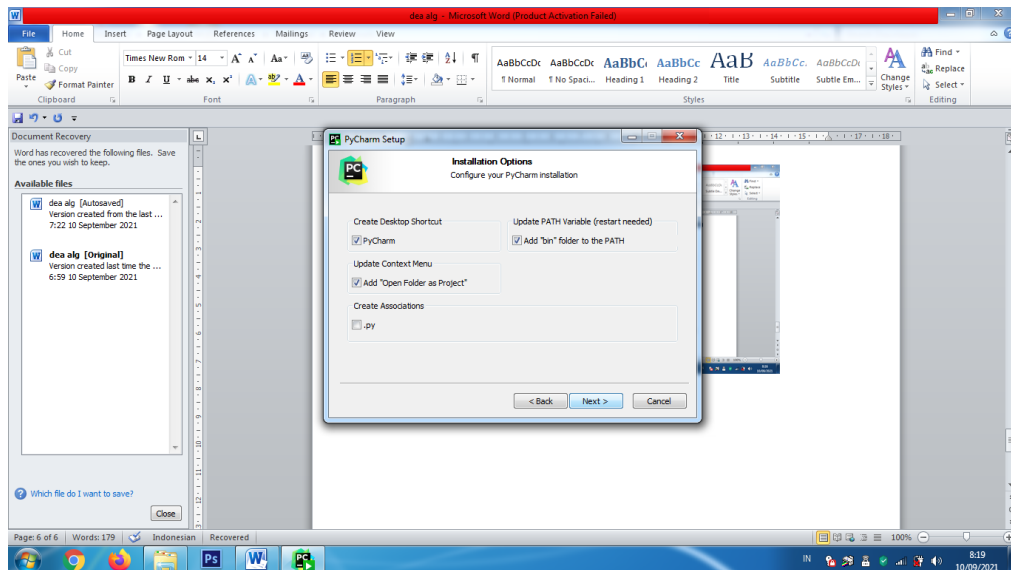 dea alg - Microsoft Word (Product Activation Failed)
File Home Insert Page Layout References Mailings Review View
Paste
Cut
Copy
Format Painter
Clipboard
Times New Rom 14
Font
Paragraph
AaBbCcDc AaBbCcDc AaBbC AaBbCc AaB AaBbCc. AaBbCcDc
¶ Normal ¶ No Spaci... Heading 1 Heading 2 Title Subtitle Subtle Em...
Styles
Change Styles
Find
Replace
Select
Editing
Document Recovery
Word has recovered the following files. Save
the ones you wish to keep.
Available files
dea alg [Autosaved]
Version created from the last ...
7:22 10 September 2021
dea alg [Original]
Version created last time the ...
6:59 10 September 2021
Which file do I want to save?
Close
PyCharm Setup
Installation Options
Configure your PyCharm installation
Create Desktop Shortcut
PyCharm
Update PATH Variable (restart needed)
Add "bin" folder to the PATH
Update Context Menu
Add "Open Folder as Project"
Create Associations
.py
< Back Next > Cancel
Page: 6 of 6 Words: 179 Indonesian Recovered 100%
IN
8:19
10/09/2021